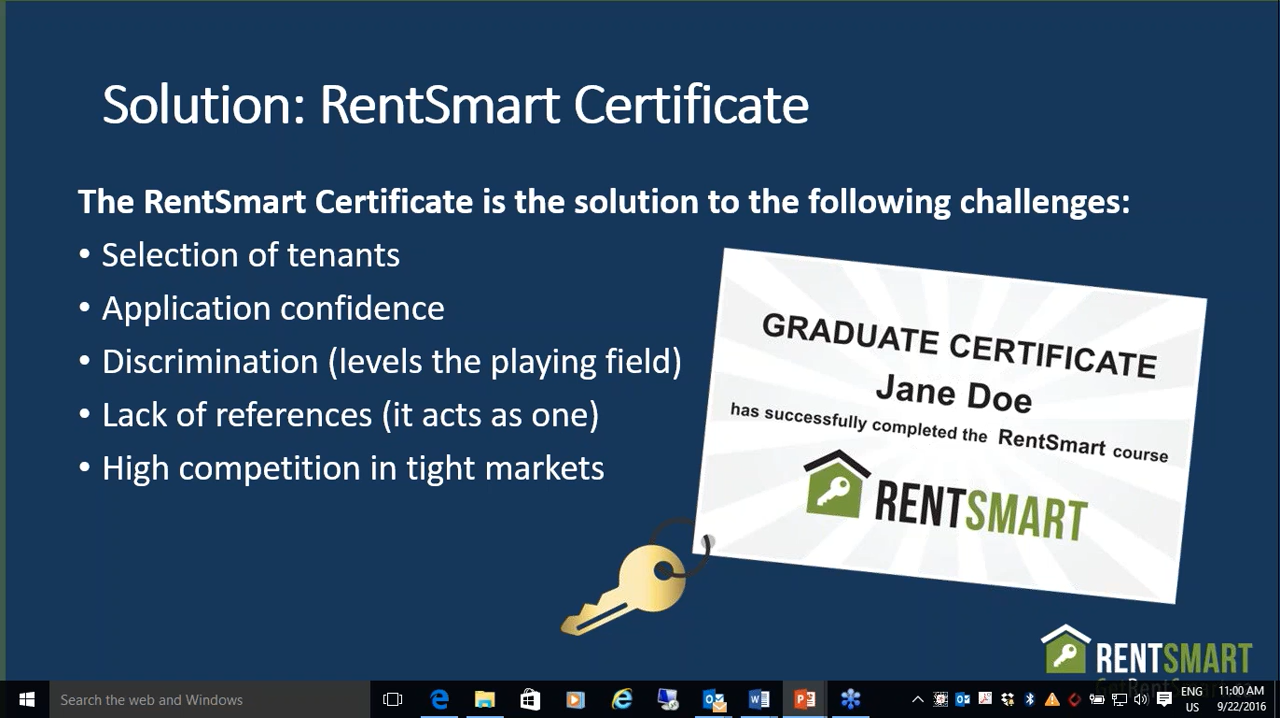 Solution: RentSmart Certificate
The RentSmart Certificate is the solution to the following challenges:
• Selection of tenants
• Application confidence
• Discrimination (levels the playing field)
• Lack of references (it acts as one)
• High competition in tight markets
GRADUATE CERTIFICATE
Jane Doe
has successfully completed the RentSmart course
RENTSMART
RENTSMART
Search the web and Windows
ENG
US
11:00 AM
9/22/2016